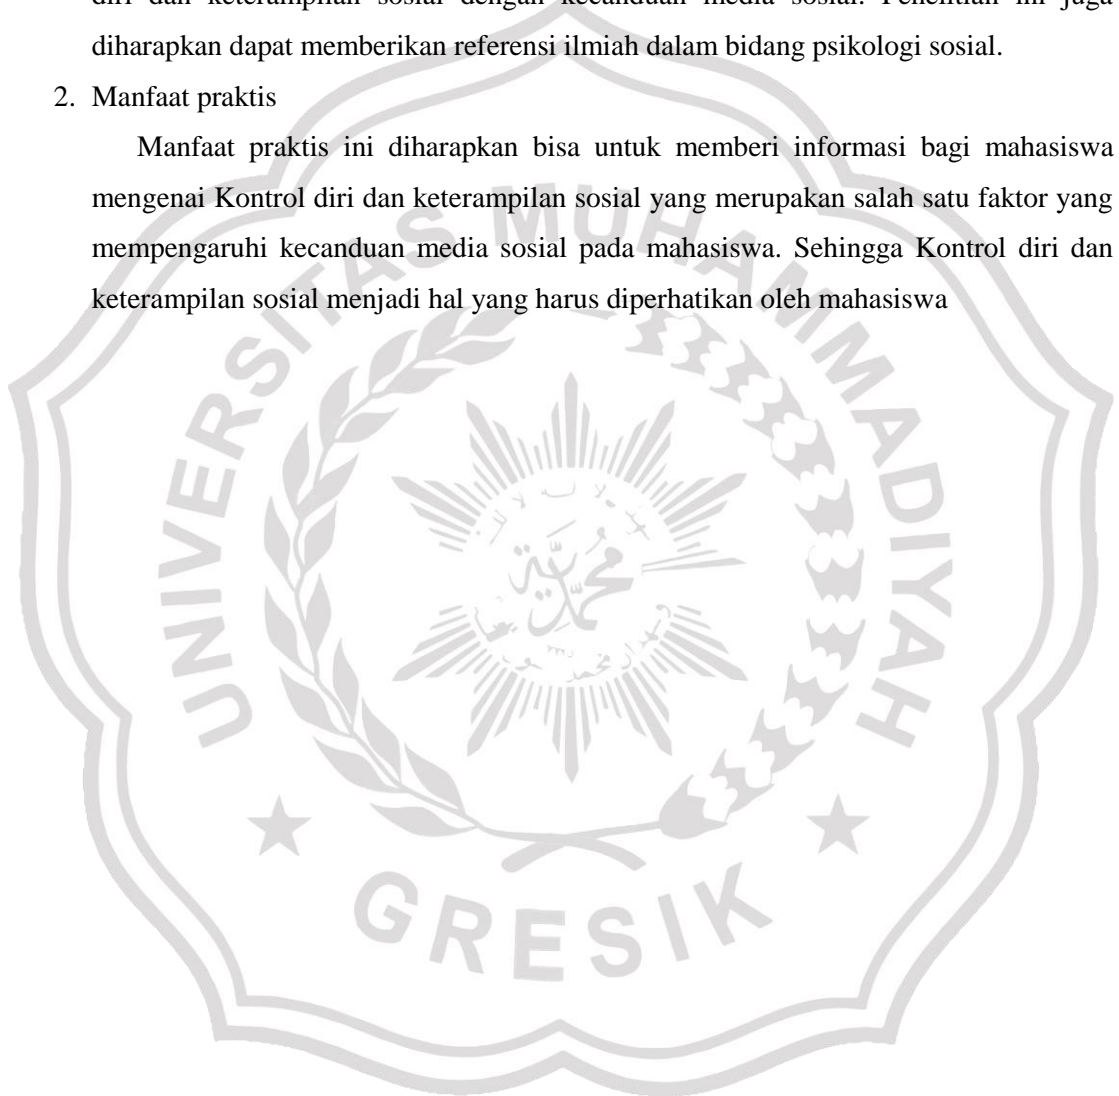 diri dan keterampilan sosial dengan kecanduan media sosial. Penelitian ini juga
diharapkan dapat memberikan referensi ilmiah dalam bidang psikologi sosial.
2. Manfaat praktis
Manfaat praktis ini diharapkan bisa untuk memberi informasi bagi mahasiswa
mengenai Kontrol diri dan keterampilan sosial yang merupakan salah satu faktor yang
mempengaruhi kecanduan media sosial pada mahasiswa. Sehingga Kontrol diri dan
keterampilan sosial menjadi hal yang harus diperhatikan oleh mahasiswa
UNIVERSITAS MUHAMMADIYAH
GRESIK